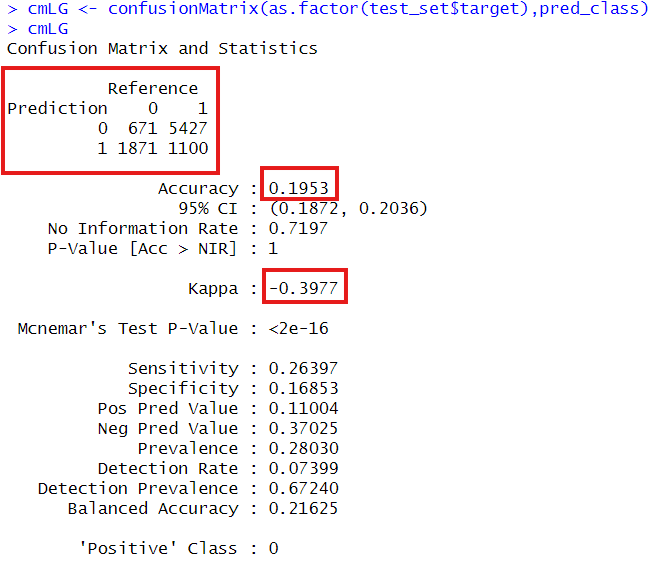 > cmLG <- confusionMatrix(as.factor(test_set$target),pred_class)
> cmLG
Confusion Matrix and Statistics
Reference
Prediction 0 1
0 671 5427
1 1871 1100
Accuracy : 0.1953
95% CI : (0.1872, 0.2036)
No Information Rate : 0.7197
P-Value [Acc > NIR] : 1
Kappa : -0.3977
Mcnemar's Test P-Value : <2e-16
Sensitivity : 0.26397
Specificity : 0.16853
Pos Pred Value : 0.11004
Neg Pred Value : 0.37025
Prevalence : 0.28030
Detection Rate : 0.07399
Detection Prevalence : 0.67240
Balanced Accuracy : 0.21625
'Positive' Class : 0